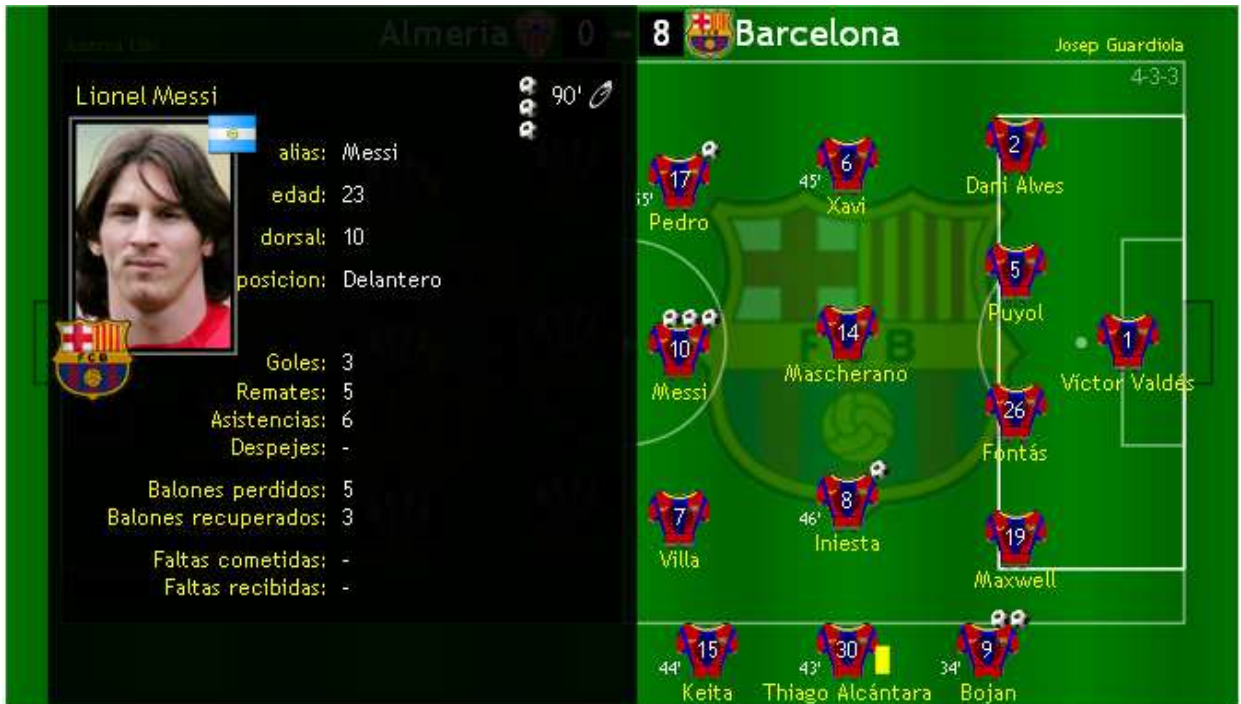 Almeria 0 - 8 Barcelona
Josep Guardiola
4-3-3
Lionel Messi
90'
alias: Messi
edad: 23
dorsal: 10
posicion: Delantero
Goles: 3
Remates: 5
Asistencias: 6
Despejes: -
Balones perdidos: 5
Balones recuperados: 3
Faltas cometidas: -
Faltas recibidas: -
FCB
17
Pedro
6
45'
Xavi
2
Dani Alves
5
Puyol
10
Messi
14
Mascherano
1
Víctor Valdés
26
Fontás
7
Villa
8
46'
Iniesta
19
Maxwell
15
44'
Keita
30
43'
Thiago Alcántara
9
34'
Bojan